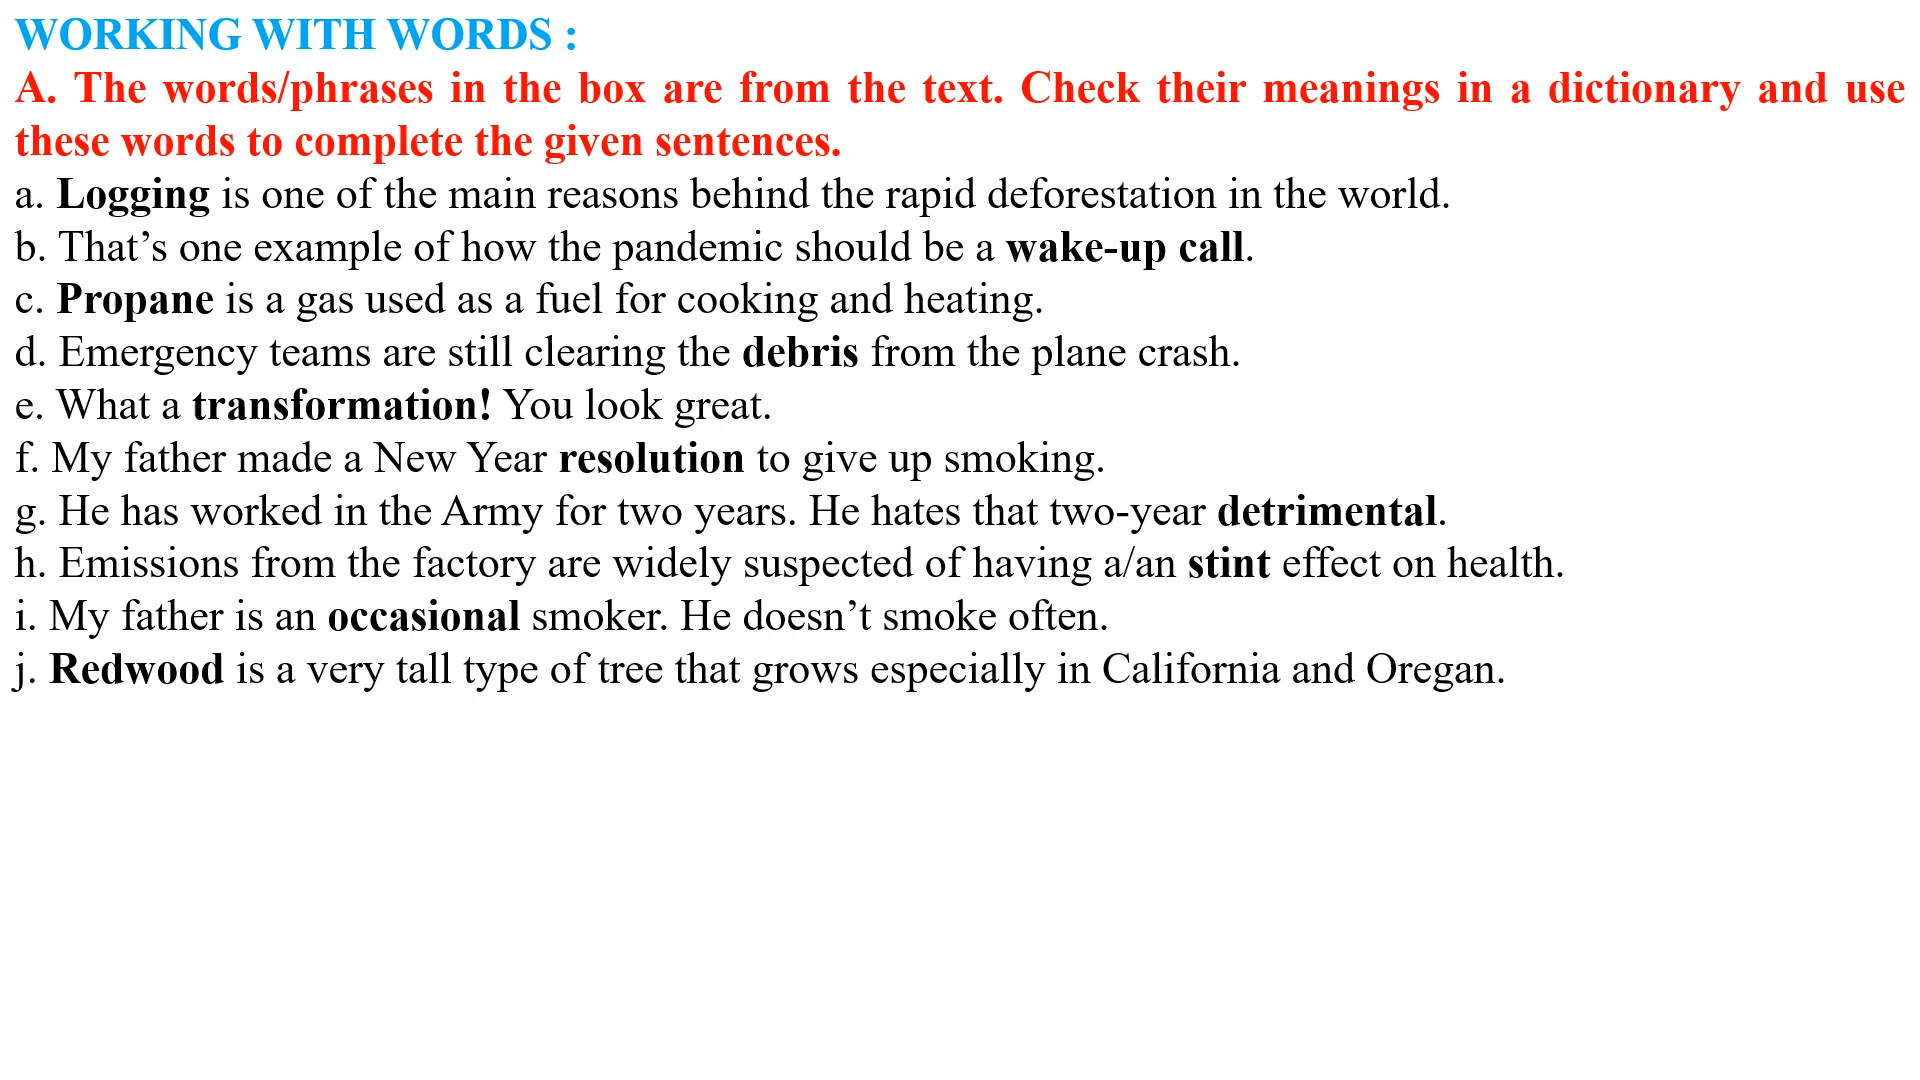 WORKING WITH WORDS :
A. The words/phrases in the box are from the text. Check their meanings in a dictionary and use
these words to complete the given sentences.
a. Logging is one of the main reasons behind the rapid deforestation in the world.
b. That’s one example of how the pandemic should be a wake-up call.
c. Propane is a gas used as a fuel for cooking and heating.
d. Emergency teams are still clearing the debris from the plane crash.
e. What a transformation! You look great.
f. My father made a New Year resolution to give up smoking.
g. He has worked in the Army for two years. He hates that two-year detrimental.
h. Emissions from the factory are widely suspected of having a/an stint effect on health.
i. My father is an occasional smoker. He doesn’t smoke often.
j. Redwood is a very tall type of tree that grows especially in California and Oregan.